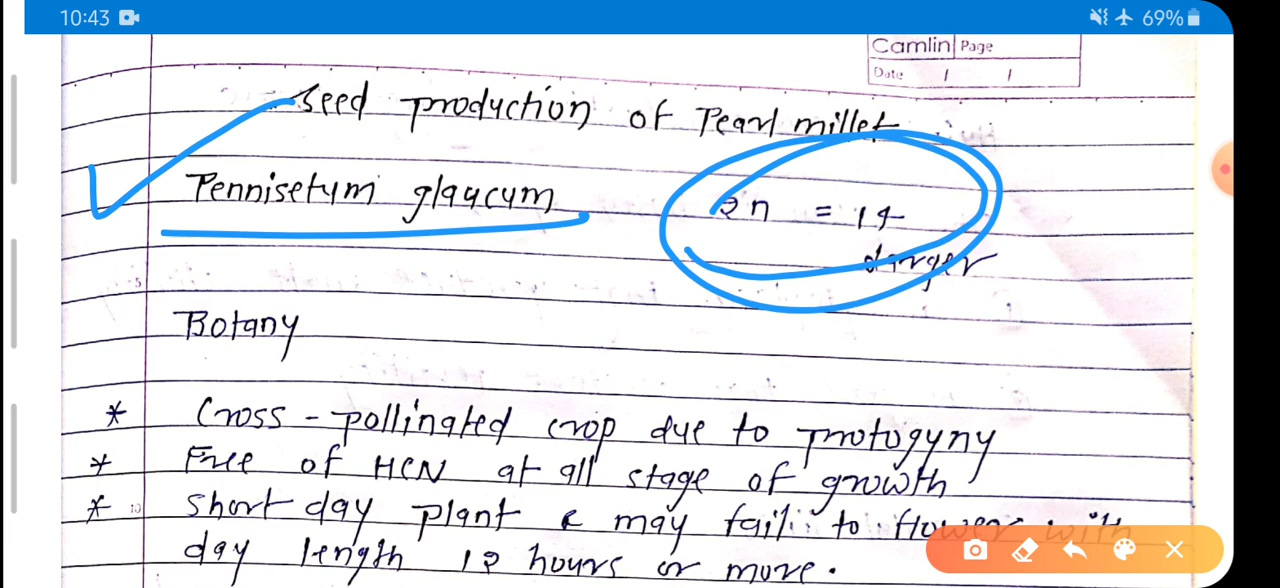 10:43 69%
Camlin Page
Date / /
Seed production of Pearl millet
Pennisetum glaucum 2n = 14
larger
Botany
* Cross - pollinated crop due to protogyny
* Free of HCN at all stage of growth
* Short day plant & may fail to flower with
day length 12 hours or more.